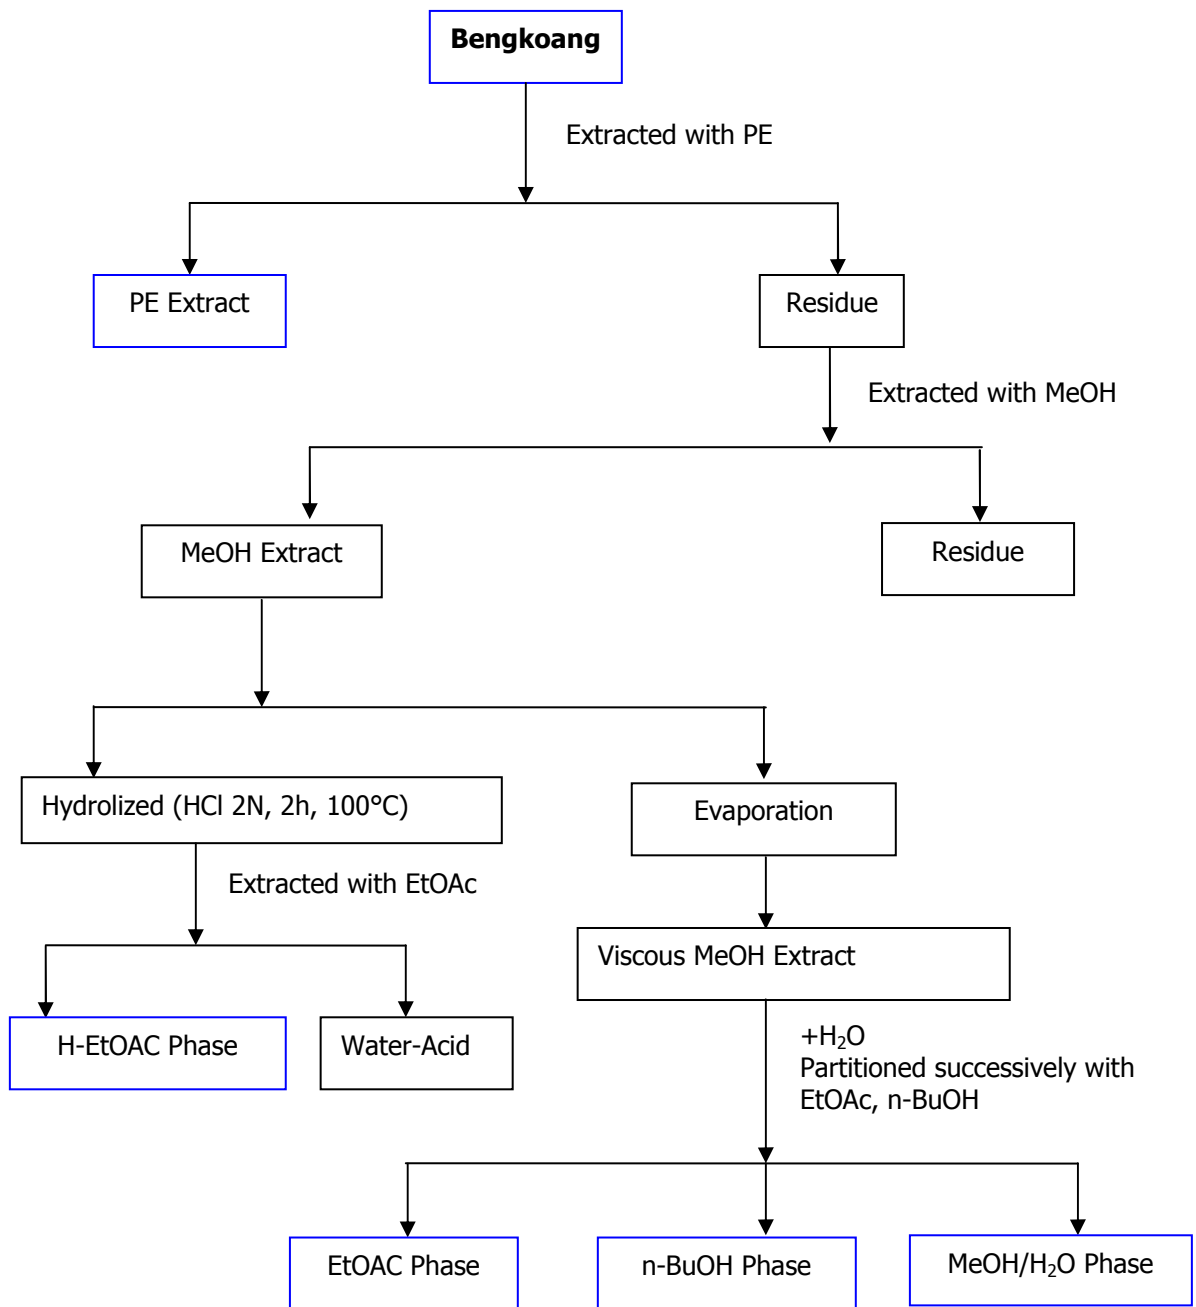 Bengkoang
Extracted with PE
PE Extract
Residue
Extracted with MeOH
MeOH Extract
Residue
Hydrolized (HCl 2N, 2h, 100°C)
Evaporation
Extracted with EtOAc
Viscous MeOH Extract
H-EtOAC Phase
Water-Acid
+H₂O
Partitioned successively with
EtOAc, n-BuOH
EtOAC Phase
n-BuOH Phase
MeOH/H₂O Phase